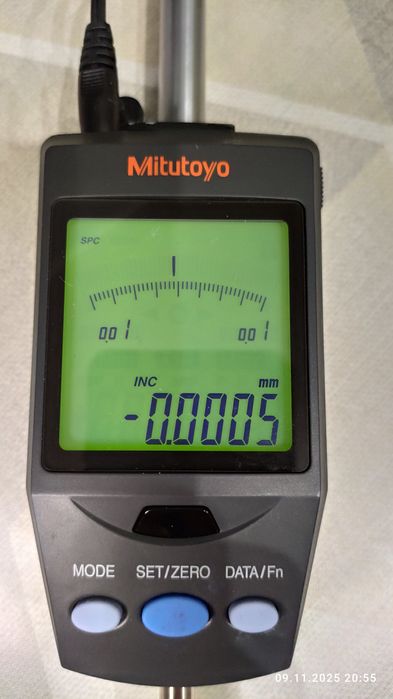 Mitutoyo
SPC
0.01 0.01
INC mm
-0.0005
MODE SET/ZERO DATA/Fn
09.11.2025 20:55